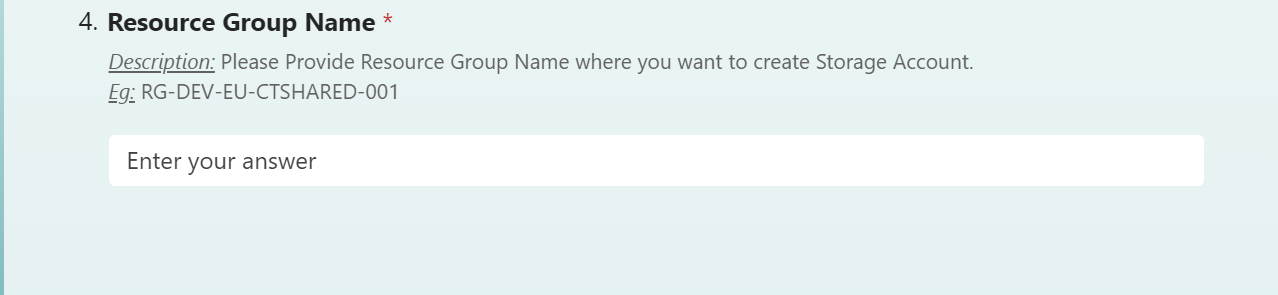 4. Resource Group Name *
Description: Please Provide Resource Group Name where you want to create Storage Account.
Eg: RG-DEV-EU-CTSHARED-001
Enter your answer